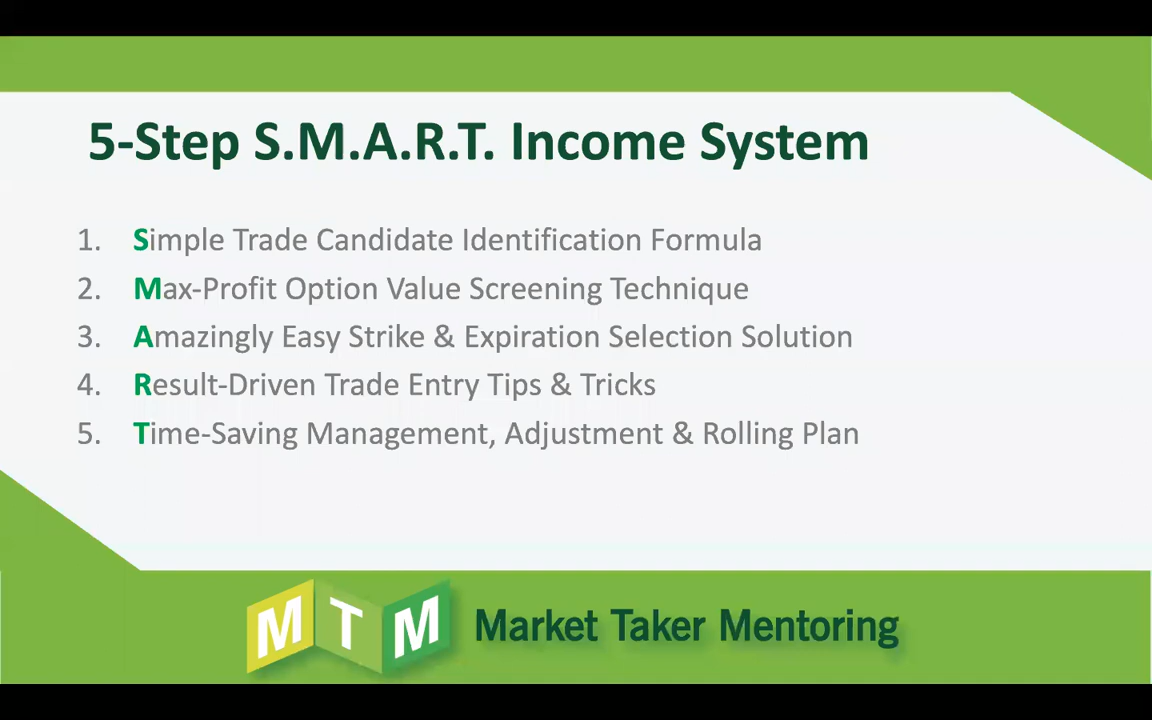 5-Step S.M.A.R.T. Income System
1. Simple Trade Candidate Identification Formula
2. Max-Profit Option Value Screening Technique
3. Amazingly Easy Strike & Expiration Selection Solution
4. Result-Driven Trade Entry Tips & Tricks
5. Time-Saving Management, Adjustment & Rolling Plan
MTM Market Taker Mentoring